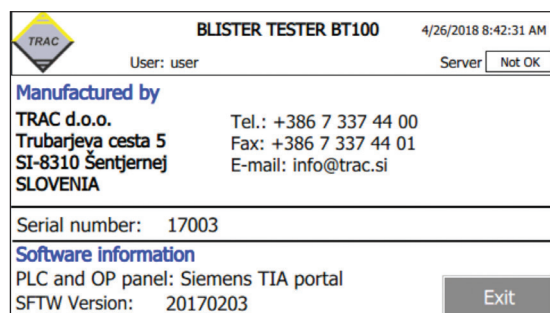 TRAC
BLISTER TESTER BT100
4/26/2018 8:42:31 AM
User: user
Server Not OK
Manufactured by
TRAC d.o.o.
Trubarjeva cesta 5
SI-8310 Šentjernej
SLOVENIA
Tel.: +386 7 337 44 00
Fax: +386 7 337 44 01
E-mail: info@trac.si
Serial number: 17003
Software information
PLC and OP panel: Siemens TIA portal
SFTW Version: 20170203
Exit